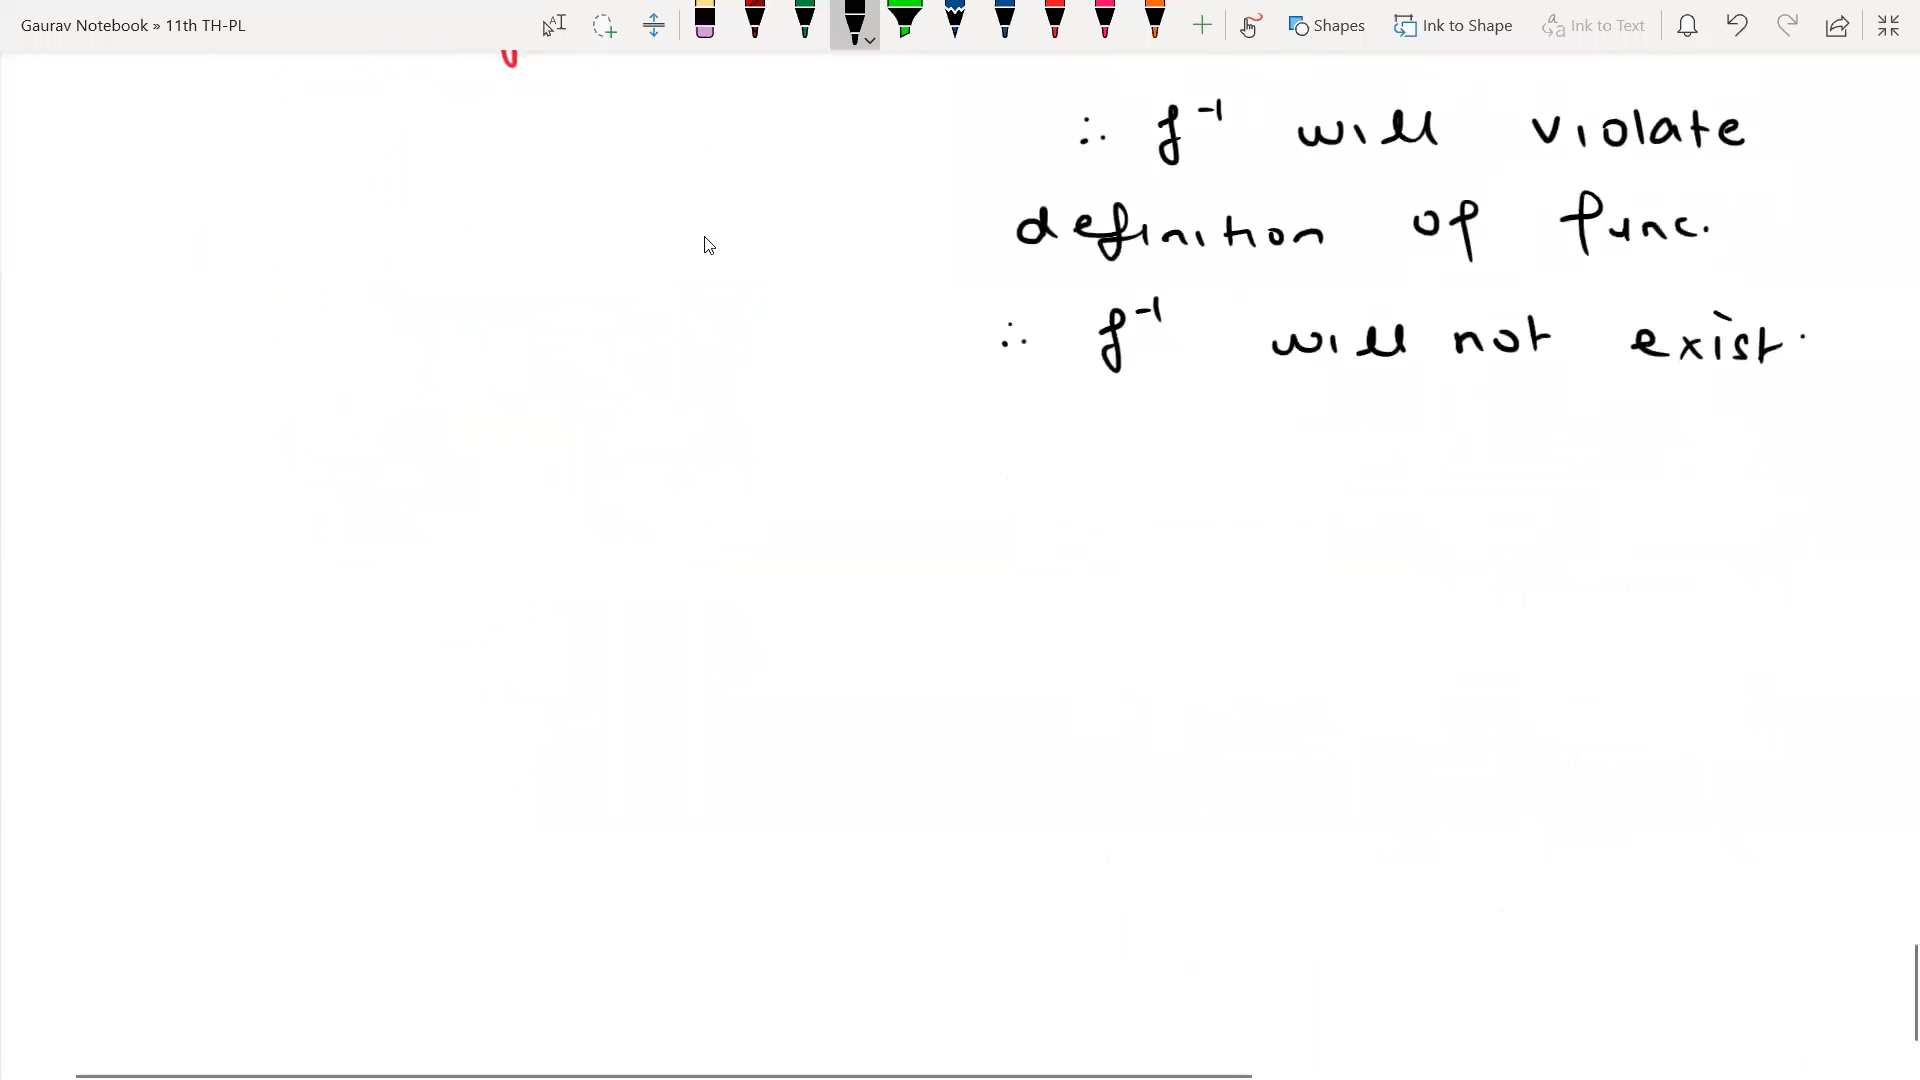 Gaurav Notebook » 11th TH-PL
Shapes
Ink to Shape
Ink to Text
∴ f⁻¹ will violate
definition of func.
∴ f⁻¹ will not exist.